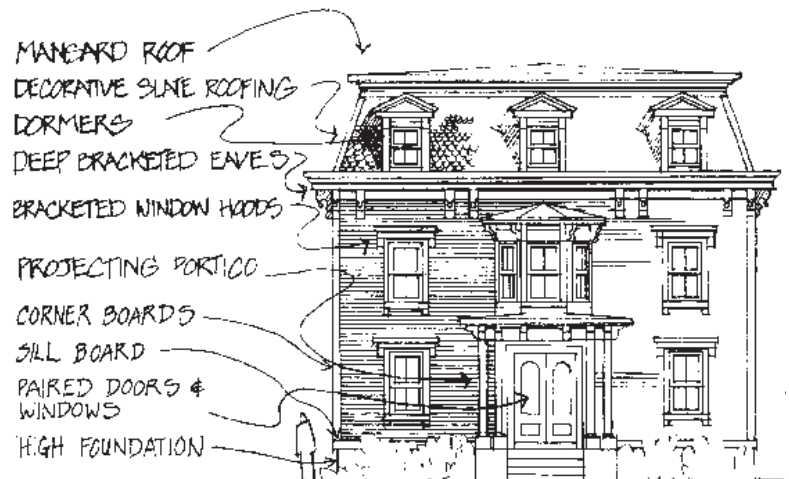 MANSARD ROOF
DECORATIVE SLATE ROOFING
DORMERS
DEEP BRACKETED EAVES
BRACKETED WINDOW HOODS
PROJECTING PORTICO
CORNER BOARDS
SILL BOARD
PAIRED DOORS &
WINDOWS
HIGH FOUNDATION